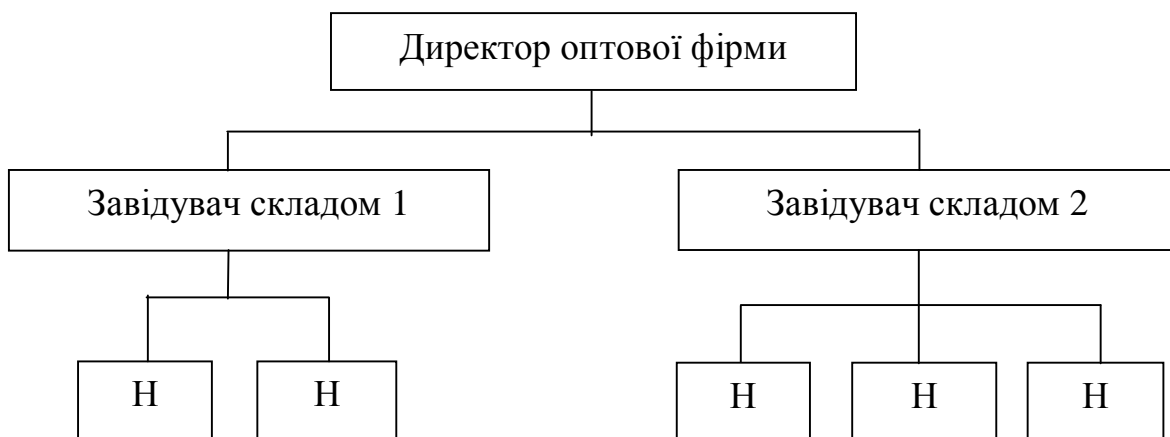 Директор оптової фірми
Завідувач складом 1
Завідувач складом 2
Н
Н
Н
Н
Н